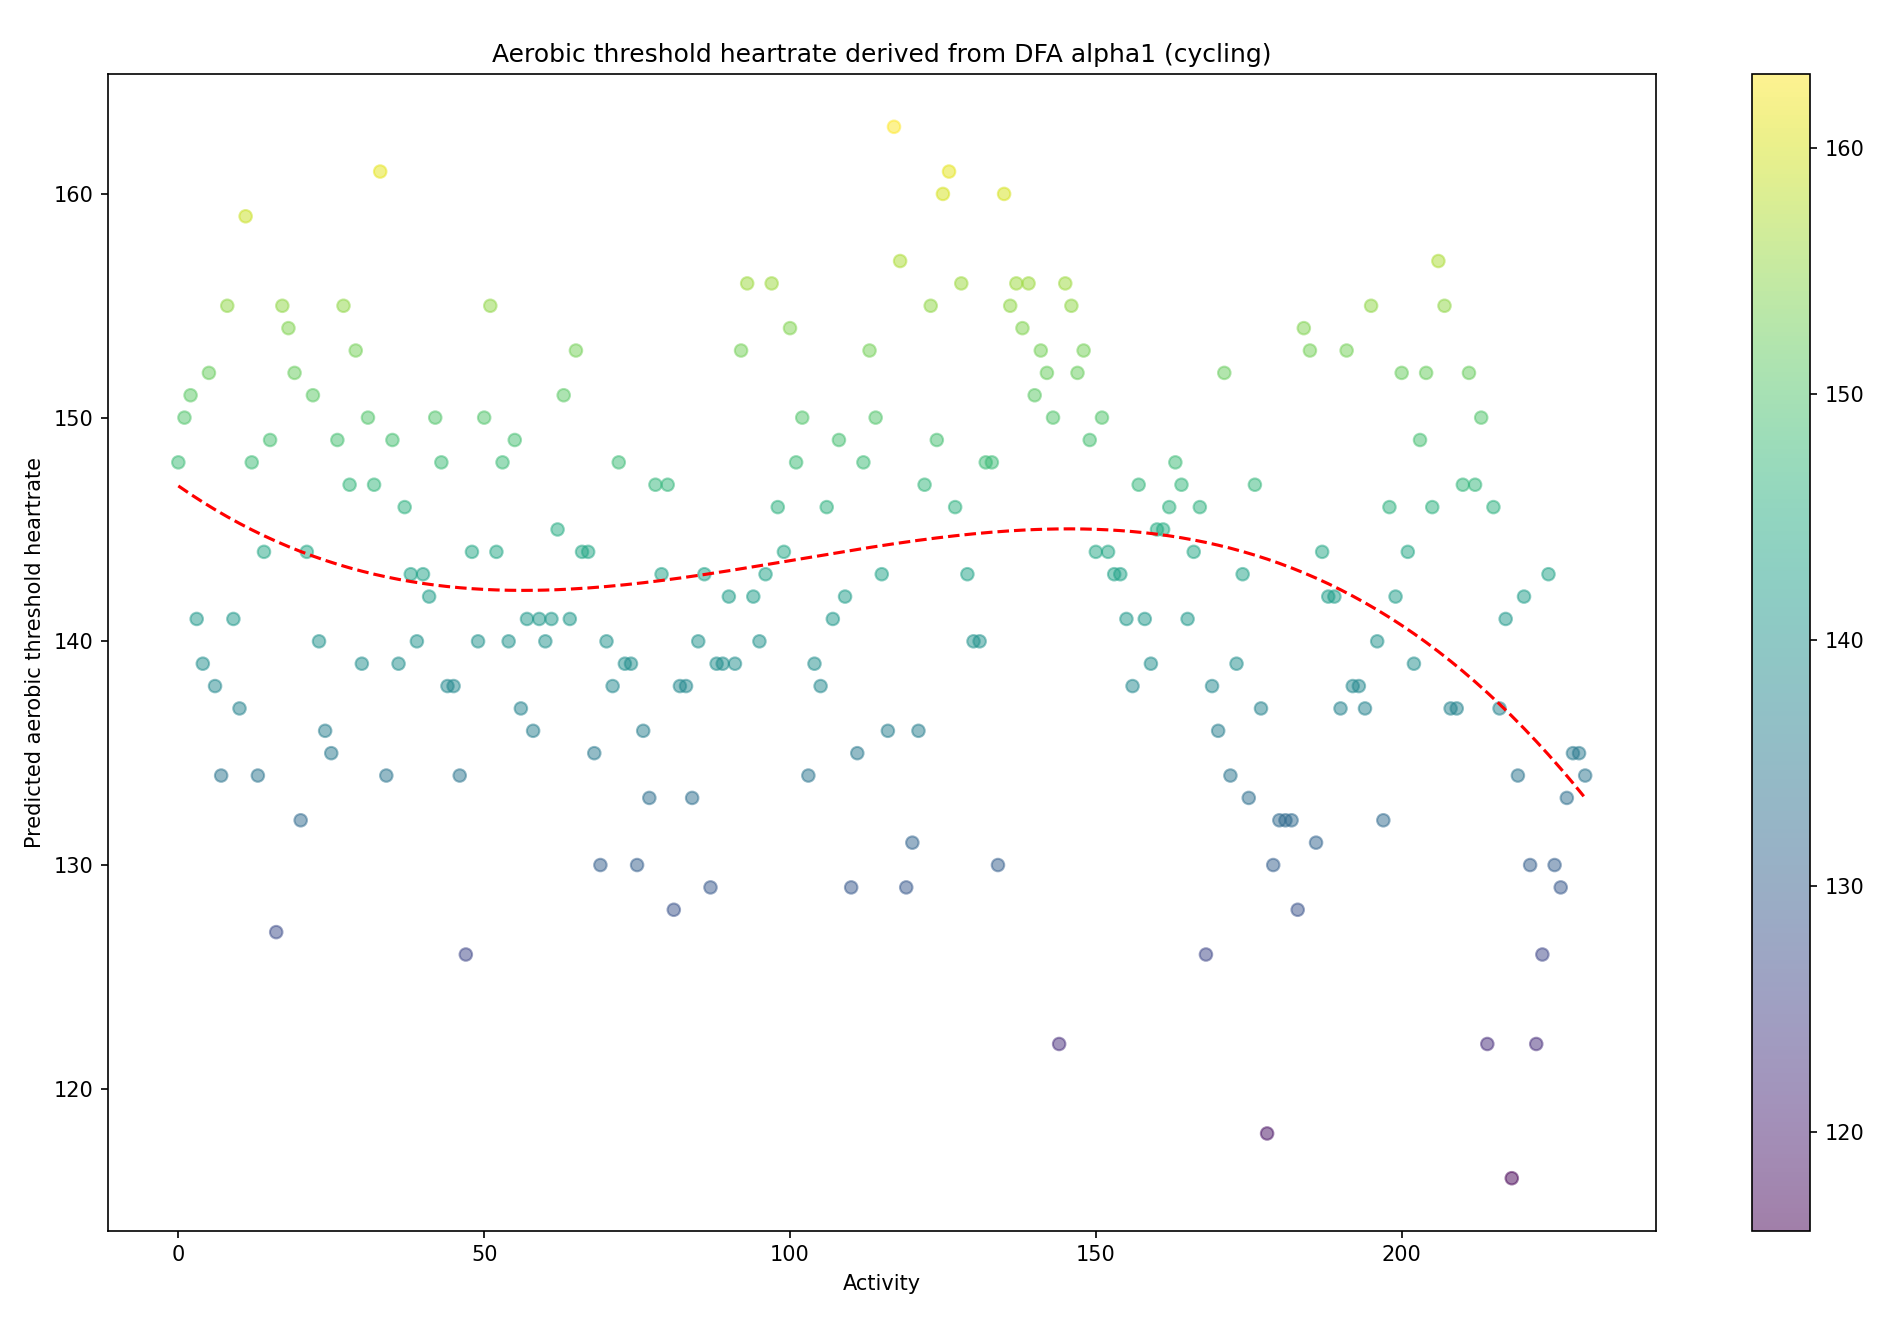 Aerobic threshold heartrate derived from DFA alpha1 (cycling)
Predicted aerobic threshold heartrate
160
150
140
130
120
0 50 100 150 200
Activity
160
150
140
130
120